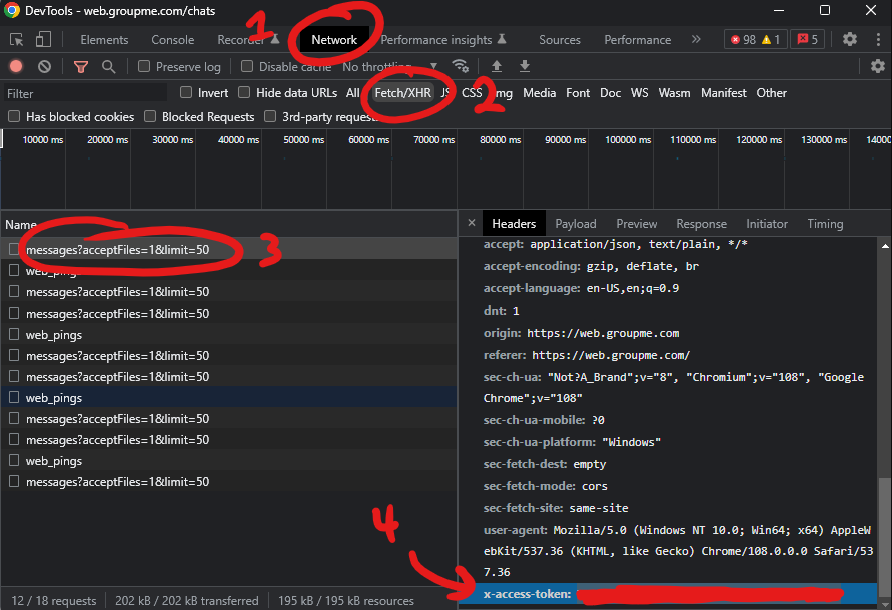 DevTools - web.groupme.com/chats
1
Elements Console Recorder Network Performance insights Sources Performance » 98 1 5
Preserve log Disable cache No throttling
Filter Invert Hide data URLs All Fetch/XHR JS CSS Img Media Font Doc WS Wasm Manifest Other
2
Has blocked cookies Blocked Requests 3rd-party requests
10000 ms 20000 ms 30000 ms 40000 ms 50000 ms 60000 ms 70000 ms 80000 ms 90000 ms 100000 ms 110000 ms 120000 ms 130000 ms 14000
Name
messages?acceptFiles=1&limit=50
3
web_pings
messages?acceptFiles=1&limit=50
messages?acceptFiles=1&limit=50
web_pings
messages?acceptFiles=1&limit=50
messages?acceptFiles=1&limit=50
web_pings
messages?acceptFiles=1&limit=50
messages?acceptFiles=1&limit=50
web_pings
messages?acceptFiles=1&limit=50
× Headers Payload Preview Response Initiator Timing
accept: application/json, text/plain, */*
accept-encoding: gzip, deflate, br
accept-language: en-US,en;q=0.9
dnt: 1
origin: https://web.groupme.com
referer: https://web.groupme.com/
sec-ch-ua: "Not?A_Brand";v="8", "Chromium";v="108", "Google
Chrome";v="108"
sec-ch-ua-mobile: ?0
sec-ch-ua-platform: "Windows"
sec-fetch-dest: empty
sec-fetch-mode: cors
sec-fetch-site: same-site
user-agent: Mozilla/5.0 (Windows NT 10.0; Win64; x64) AppleW
ebKit/537.36 (KHTML, like Gecko) Chrome/108.0.0.0 Safari/53
7.36
4
x-access-token:
12 / 18 requests 202 kB / 202 kB transferred 195 kB / 195 kB resources